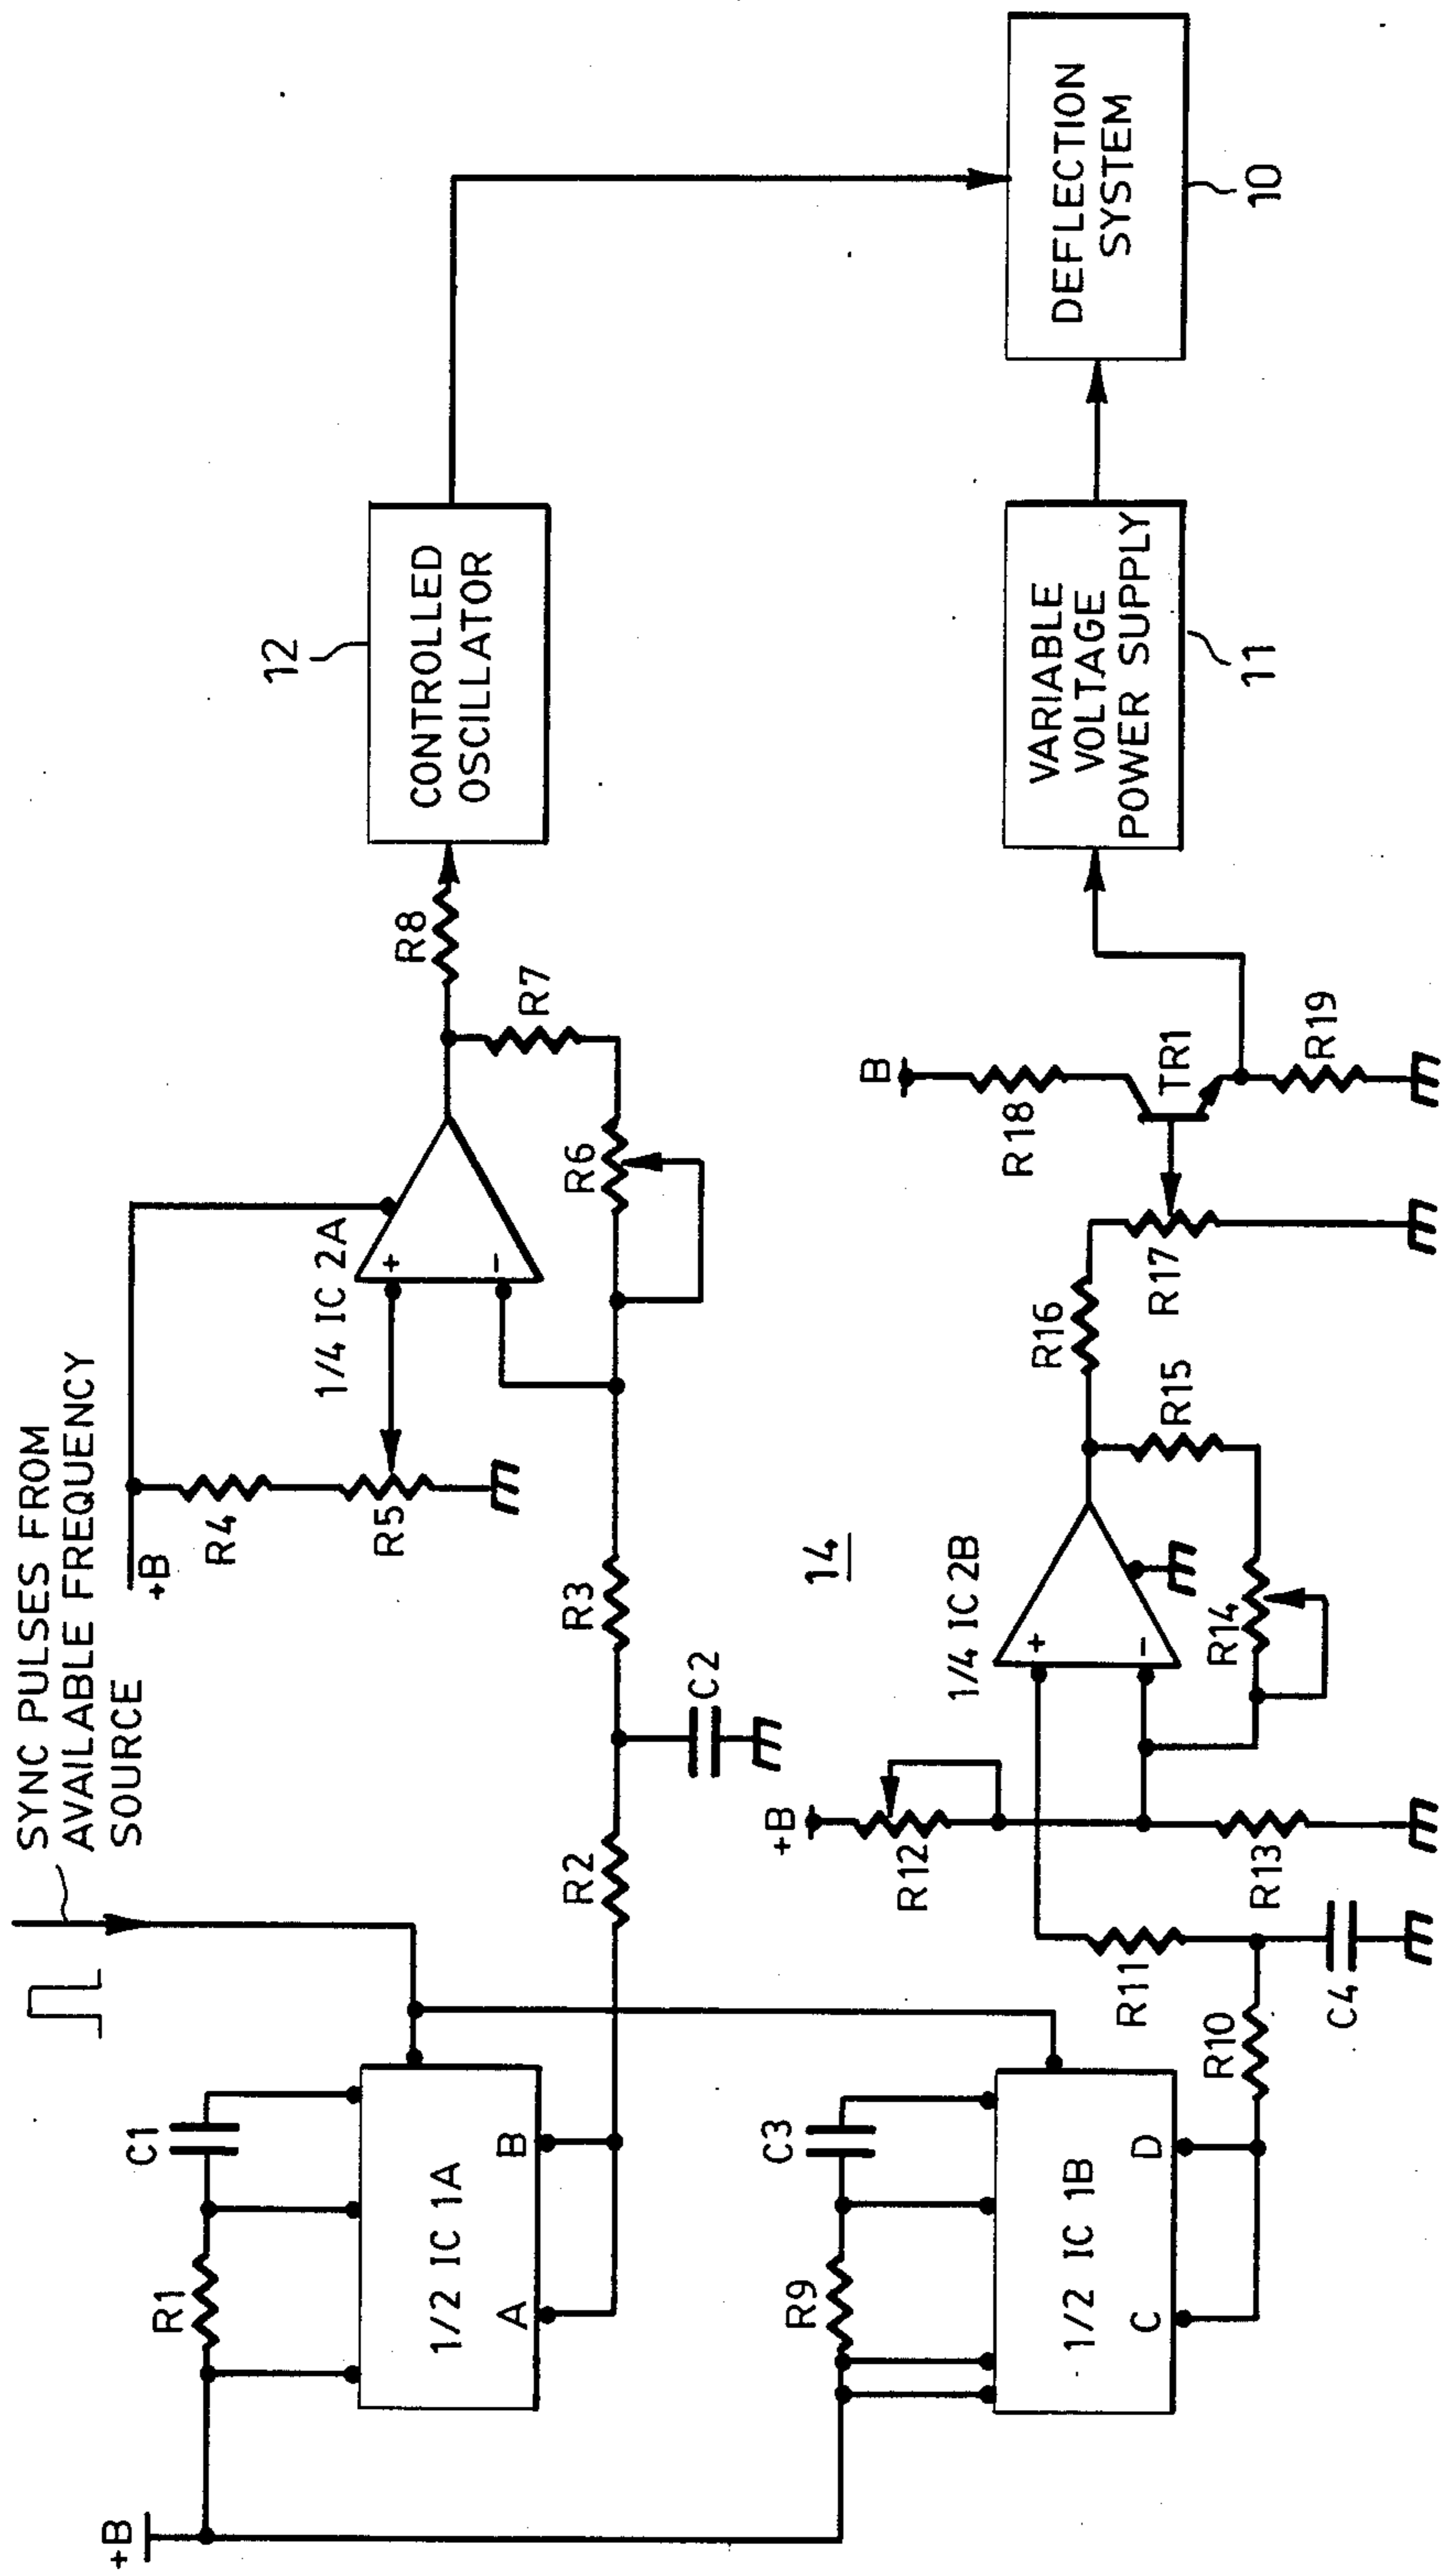 SYNC PULSES FROM
AVAILABLE FREQUENCY
SOURCE
+B
R1
C1
1/2 IC 1A
A
B
R2
C2
R3
+B
R4
R5
1/4 IC 2A
+
-
R6
R7
R8
12
CONTROLLED
OSCILLATOR
R9
C3
1/2 IC 1B
C
D
R10
C4
R11
+B
R12
R13
14
1/4 IC 2B
+
-
R14
R15
R16
R17
B
R18
TR1
R19
VARIABLE
VOLTAGE
POWER SUPPLY
11
DEFLECTION
SYSTEM
10